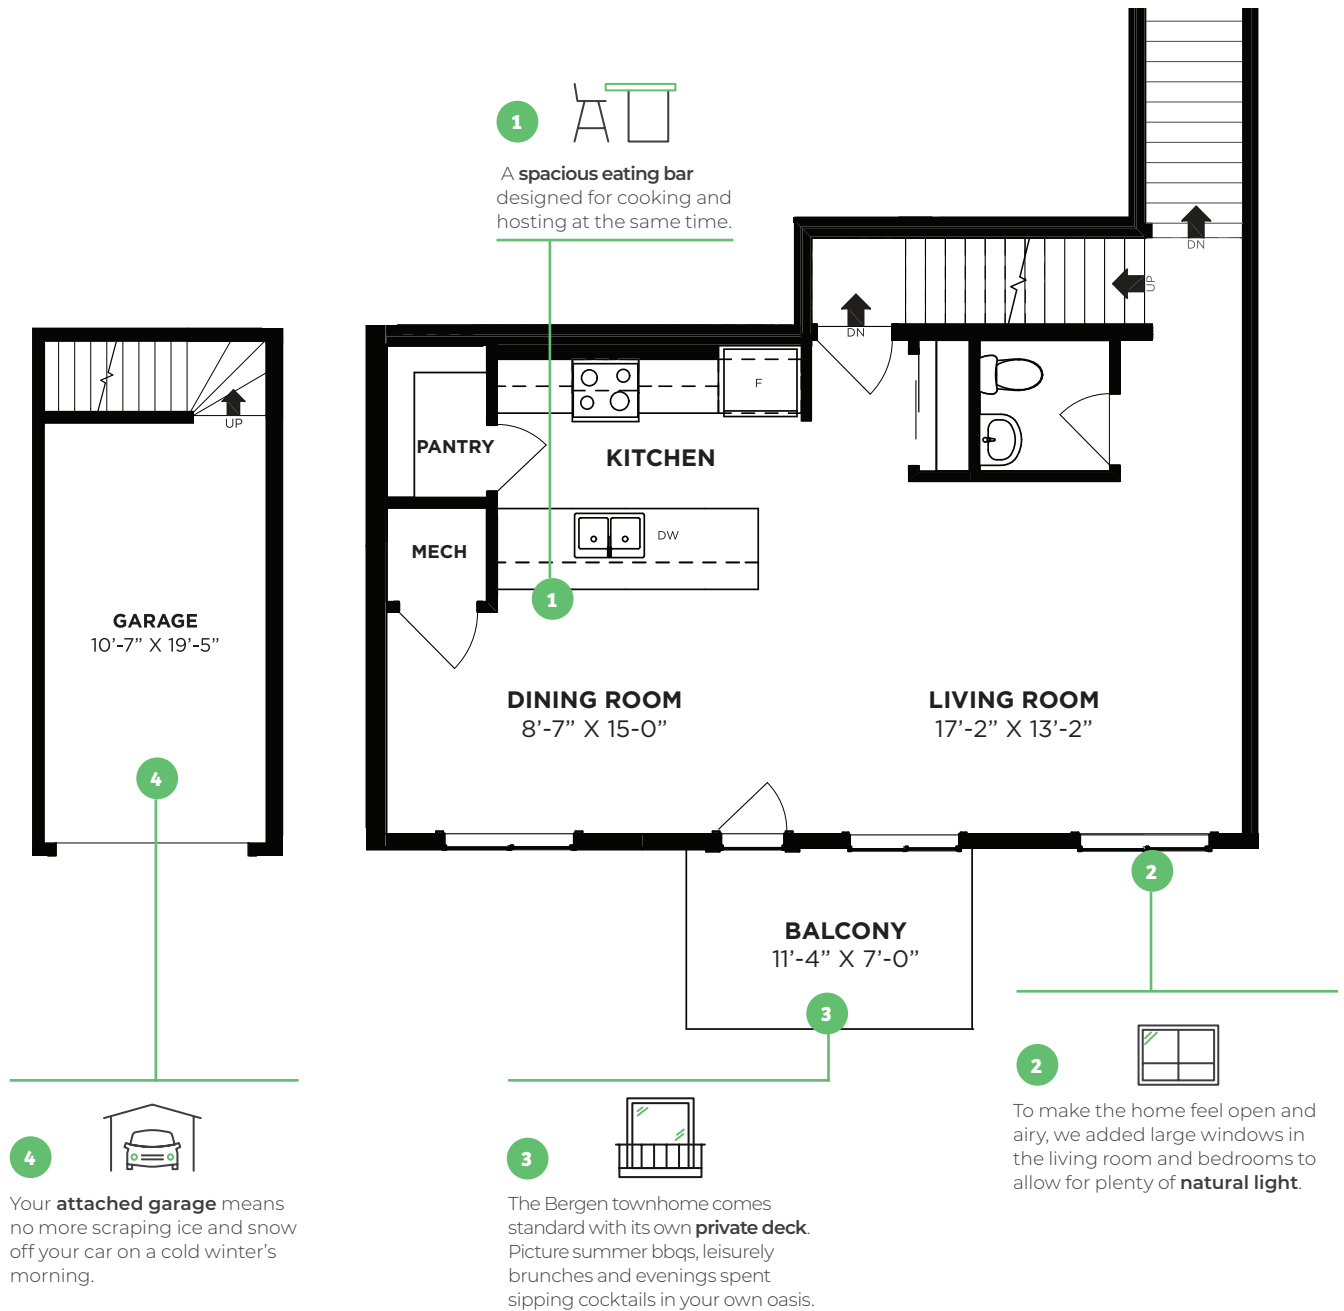 1
A spacious eating bar
designed for cooking and
hosting at the same time.
DN
UP
DN
F
UP
PANTRY
KITCHEN
DW
MECH
1
GARAGE
10’-7” X 19’-5”
DINING ROOM
8’-7” X 15-0”
LIVING ROOM
17’-2” X 13’-2”
4
2
BALCONY
11’-4” X 7’-0”
3
2
To make the home feel open and
airy, we added large windows in
the living room and bedrooms to
allow for plenty of natural light.
4
Your attached garage means
no more scraping ice and snow
off your car on a cold winter’s
morning.
3
The Bergen townhome comes
standard with its own private deck.
Picture summer bbqs, leisurely
brunches and evenings spent
sipping cocktails in your own oasis.